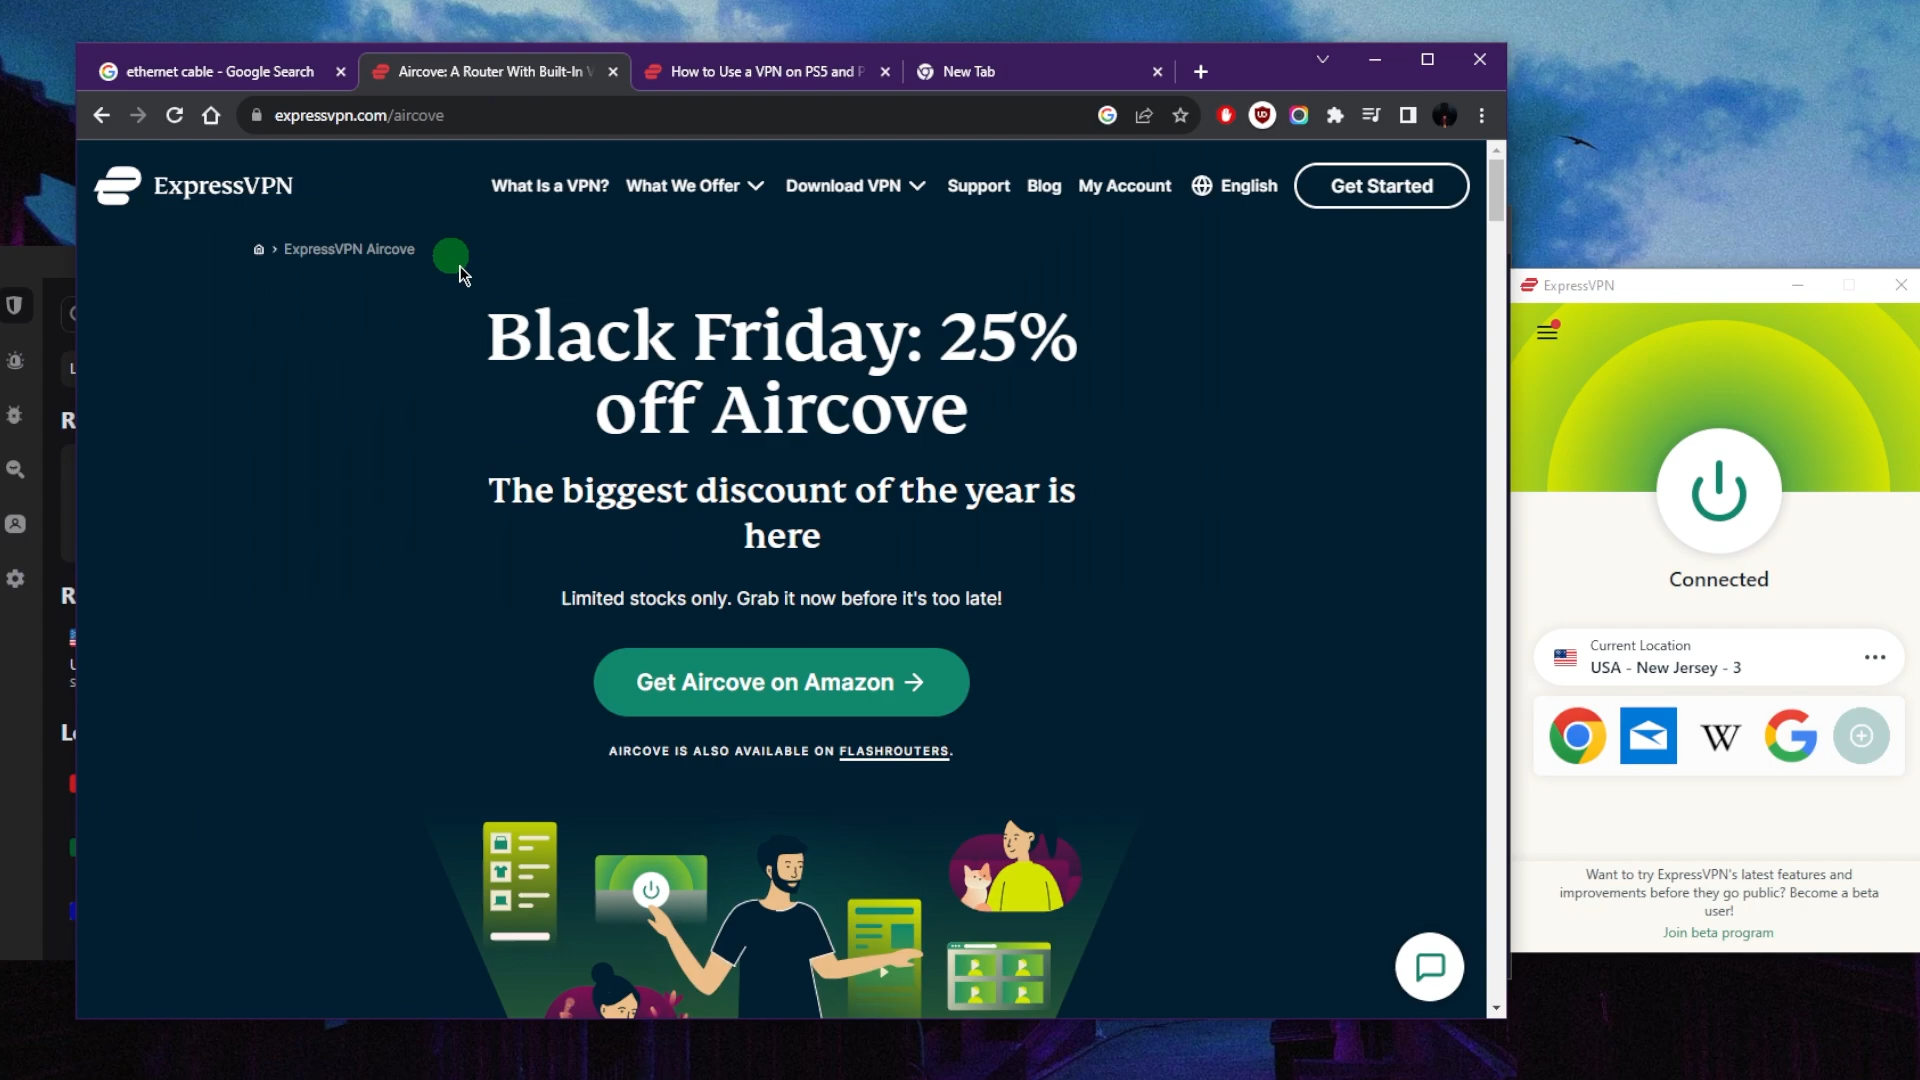 ethernet cable - Google Search
Aircove: A Router With Built-In V
How to Use a VPN on PS5 and P
New Tab
expressvpn.com/aircove
ExpressVPN
What Is a VPN?
What We Offer
Download VPN
Support
Blog
My Account
English
Get Started
ExpressVPN Aircove
Black Friday: 25%
off Aircove
The biggest discount of the year is
here
Limited stocks only. Grab it now before it's too late!
Get Aircove on Amazon →
AIRCOVE IS ALSO AVAILABLE ON FLASHROUTERS.
ExpressVPN
Connected
Current Location
USA - New Jersey - 3
W
Want to try ExpressVPN's latest features and
improvements before they go public? Become a beta
user!
Join beta program